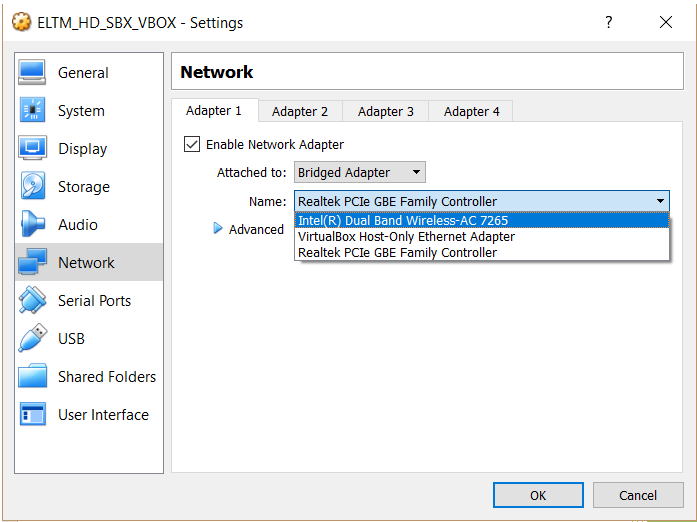 ELTM_HD_SBX_VBOX - Settings
? ×
General
System
Display
Storage
Audio
Network
Serial Ports
USB
Shared Folders
User Interface
Network
Adapter 1 Adapter 2 Adapter 3 Adapter 4
Enable Network Adapter
Attached to: Bridged Adapter
Name: Realtek PCIe GBE Family Controller
Intel(R) Dual Band Wireless-AC 7265
VirtualBox Host-Only Ethernet Adapter
Realtek PCIe GBE Family Controller
Advanced
OK Cancel